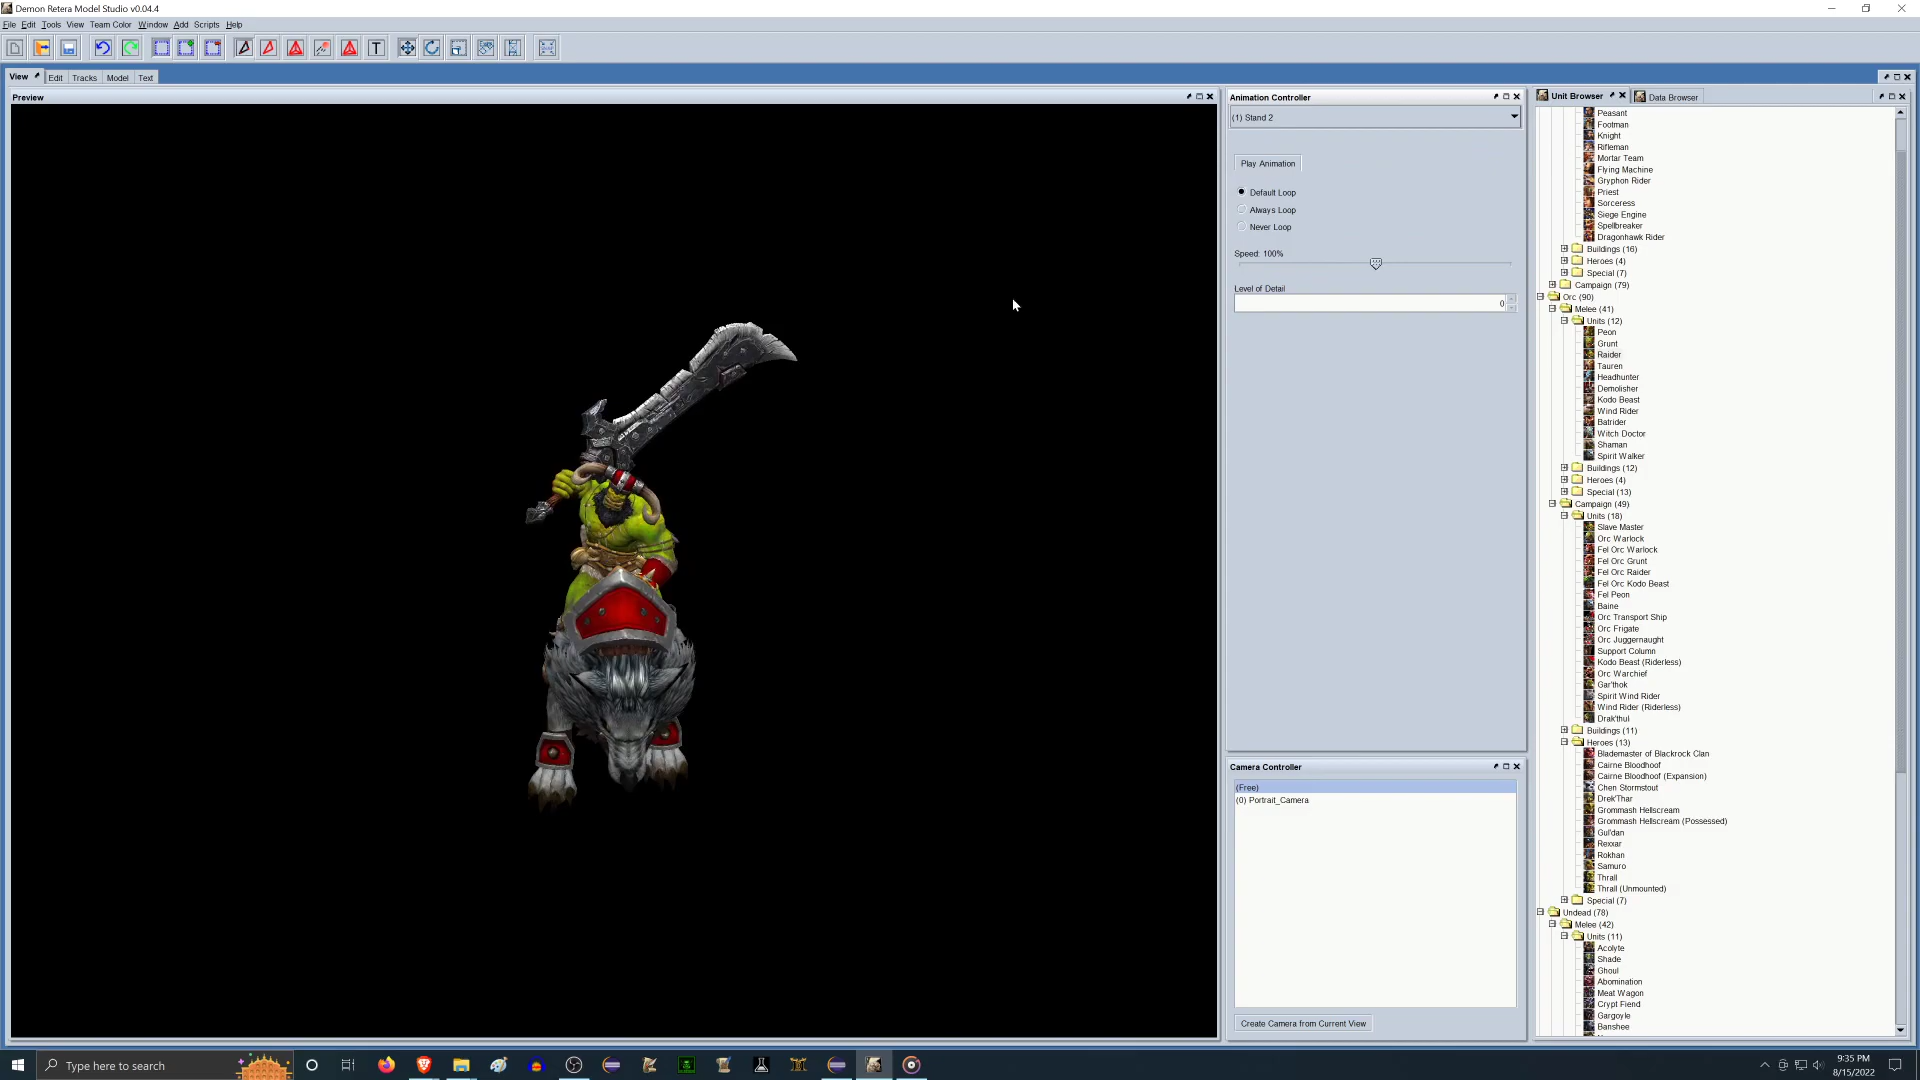 Demon Retera Model Studio v0.04.4
File Edit Tools View Team Color Window Add Scripts Help
T
View Edit Tracks Model Text
Preview
Animation Controller
(1) Stand 2
Play Animation
Default Loop
Always Loop
Never Loop
Speed: 100%
Level of Detail
0
Camera Controller
(Free)
(0) Portrait_Camera
Create Camera from Current View
Unit Browser Data Browser
Peasant
Footman
Knight
Rifleman
Mortar Team
Flying Machine
Gryphon Rider
Priest
Sorceress
Siege Engine
Spellbreaker
Dragonhawk Rider
Buildings (16)
Heroes (4)
Special (7)
Campaign (79)
Orc (90)
Melee (41)
Units (12)
Peon
Grunt
Raider
Tauren
Headhunter
Demolisher
Kodo Beast
Wind Rider
Batrider
Witch Doctor
Shaman
Spirit Walker
Buildings (12)
Heroes (4)
Special (13)
Campaign (49)
Units (18)
Slave Master
Orc Warlock
Fel Orc Warlock
Fel Orc Grunt
Fel Orc Raider
Fel Orc Kodo Beast
Fel Peon
Baine
Orc Transport Ship
Orc Frigate
Orc Juggernaught
Support Column
Kodo Beast (Riderless)
Orc Warchief
Gar'thok
Spirit Wind Rider
Wind Rider (Riderless)
Drak'thul
Buildings (11)
Heroes (13)
Blademaster of Blackrock Clan
Cairne Bloodhoof
Cairne Bloodhoof (Expansion)
Chen Stormstout
Drek'Thar
Grommash Hellscream
Grommash Hellscream (Possessed)
Gul'dan
Rexxar
Rokhan
Samuro
Thrall
Thrall (Unmounted)
Special (7)
Undead (78)
Melee (42)
Units (11)
Acolyte
Shade
Ghoul
Abomination
Meat Wagon
Crypt Fiend
Gargoyle
Banshee
Type here to search
9:35 PM
8/15/2022